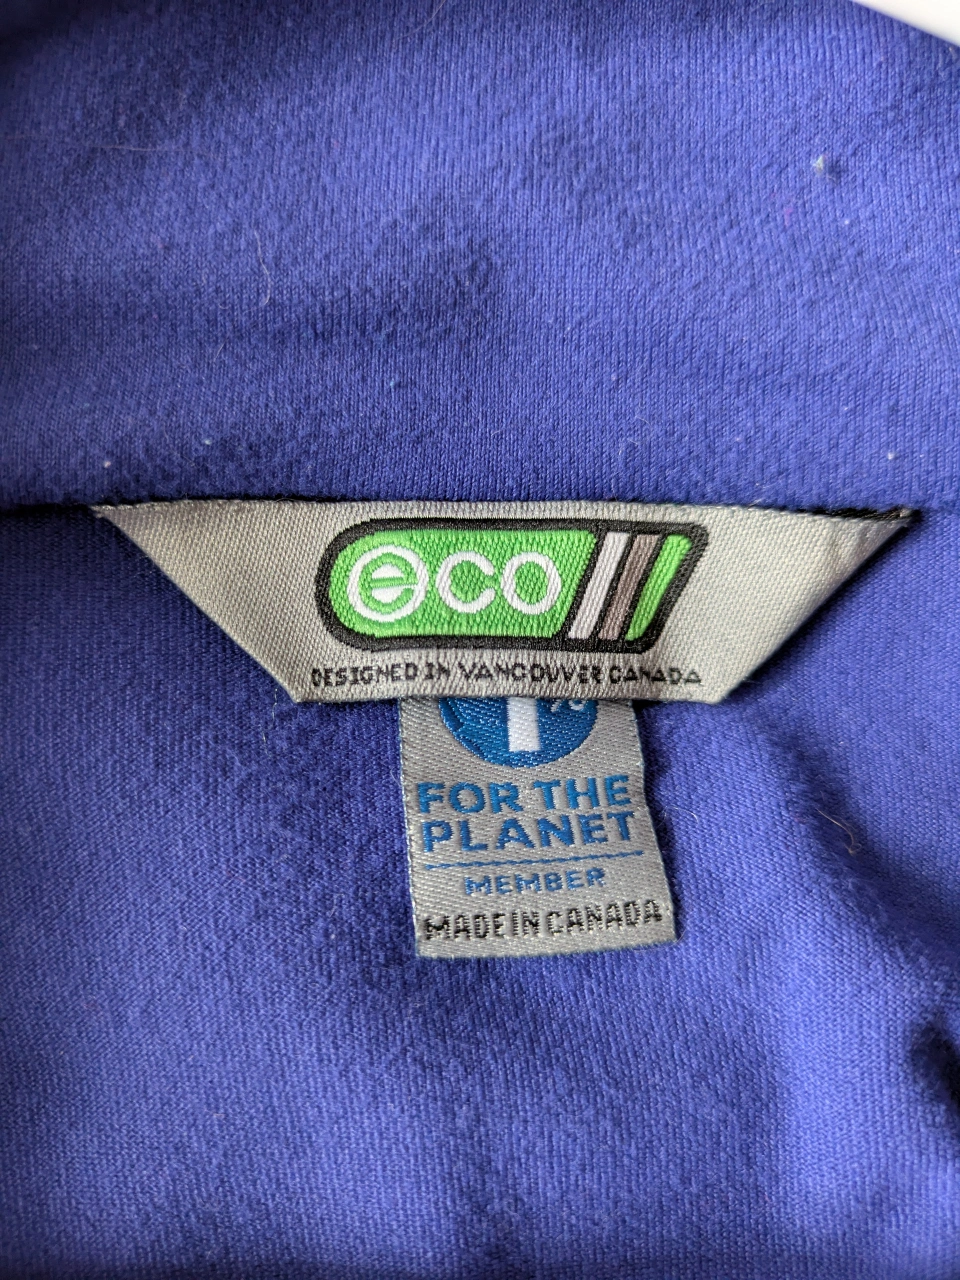 eco
DESIGNED IN VANCOUVER CANADA
1%
FOR THE
PLANET
MEMBER
MADE IN CANADA